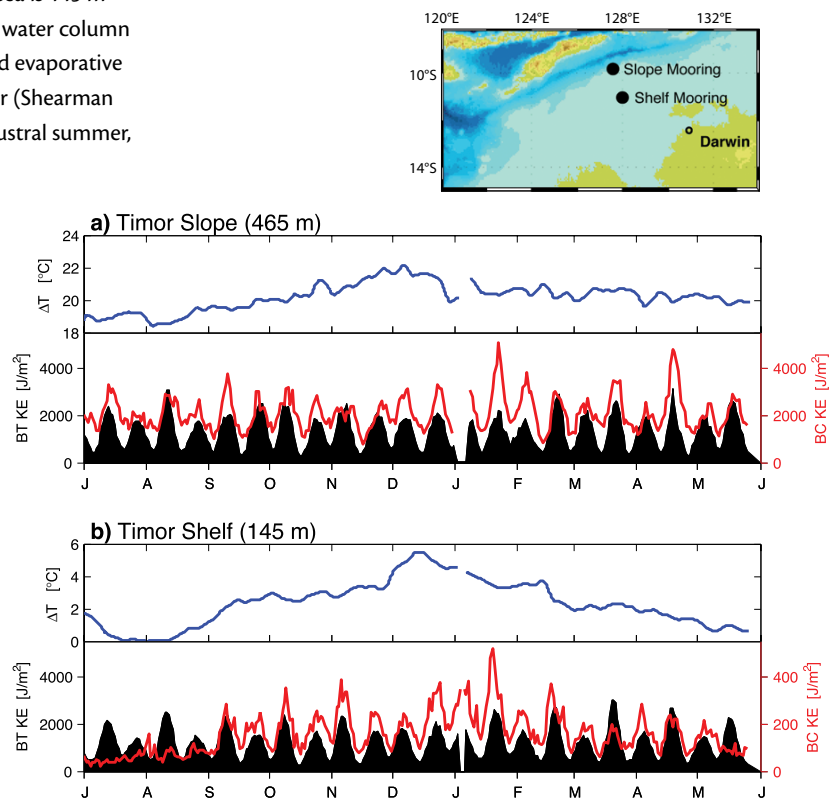 water column
d evaporative
r (Shearman
ustral summer,
120°E 124°E 128°E 132°E
10°S
14°S
Slope Mooring
Shelf Mooring
Darwin
a) Timor Slope (465 m)
24
22
20
18
ΔT [°C]
4000
2000
0
BT KE [J/m²]
4000
2000
0
BC KE [J/m²]
J A S O N D J F M A M J
b) Timor Shelf (145 m)
6
4
2
0
ΔT [°C]
4000
2000
0
BT KE [J/m²]
400
200
0
BC KE [J/m²]
J A S O N D J F M M M J